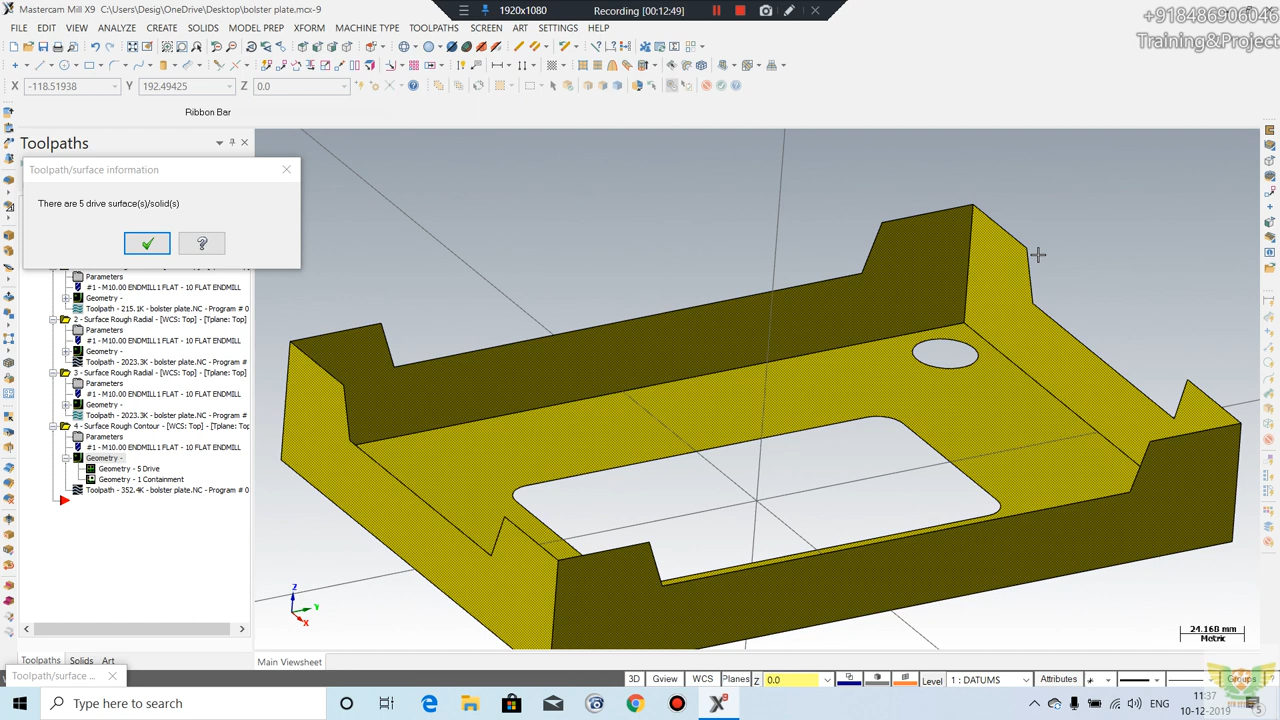 Mastercam Mill X9 - C:\Users\Desig\OneDrive\Desktop\bolster plate.mcx-9
1920x1080
Recording [00:12:49]
+918486906046
Training&Project
FILE EDIT VIEW ANALYZE CREATE SOLIDS MODEL PREP XFORM MACHINE TYPE TOOLPATHS SCREEN ART SETTINGS HELP
X -118.51938 Y 192.49425 Z 0.0
Ribbon Bar
Toolpaths
Toolpath/surface information
There are 5 drive surface(s)/solid(s)
Parameters
#1 - M10.00 ENDMILL1 FLAT - 10 FLAT ENDMILL
Geometry -
Toolpath - 215.1K - bolster plate.NC - Program # 0
2 - Surface Rough Radial - [WCS: Top] - [Tplane: Top]
Parameters
#1 - M10.00 ENDMILL1 FLAT - 10 FLAT ENDMILL
Geometry -
Toolpath - 2023.3K - bolster plate.NC - Program #
3 - Surface Rough Radial - [WCS: Top] - [Tplane: Top]
Parameters
#1 - M10.00 ENDMILL1 FLAT - 10 FLAT ENDMILL
Geometry -
Toolpath - 2023.3K - bolster plate.NC - Program #
4 - Surface Rough Contour - [WCS: Top] - [Tplane: Top]
Parameters
#1 - M10.00 ENDMILL1 FLAT - 10 FLAT ENDMILL
Geometry -
Geometry - 5 Drive
Geometry - 1 Containment
Toolpath - 352.4K - bolster plate.NC - Program # 0
Z
Y
X
24.168 mm
Metric
Toolpaths Solids Art
Main Viewsheet
Toolpath/surface ...
3D Gview WCS Planes Z 0.0 Level 1 : DATUMS Attributes Groups
Type here to search
ENG
11:37
10-12-2019